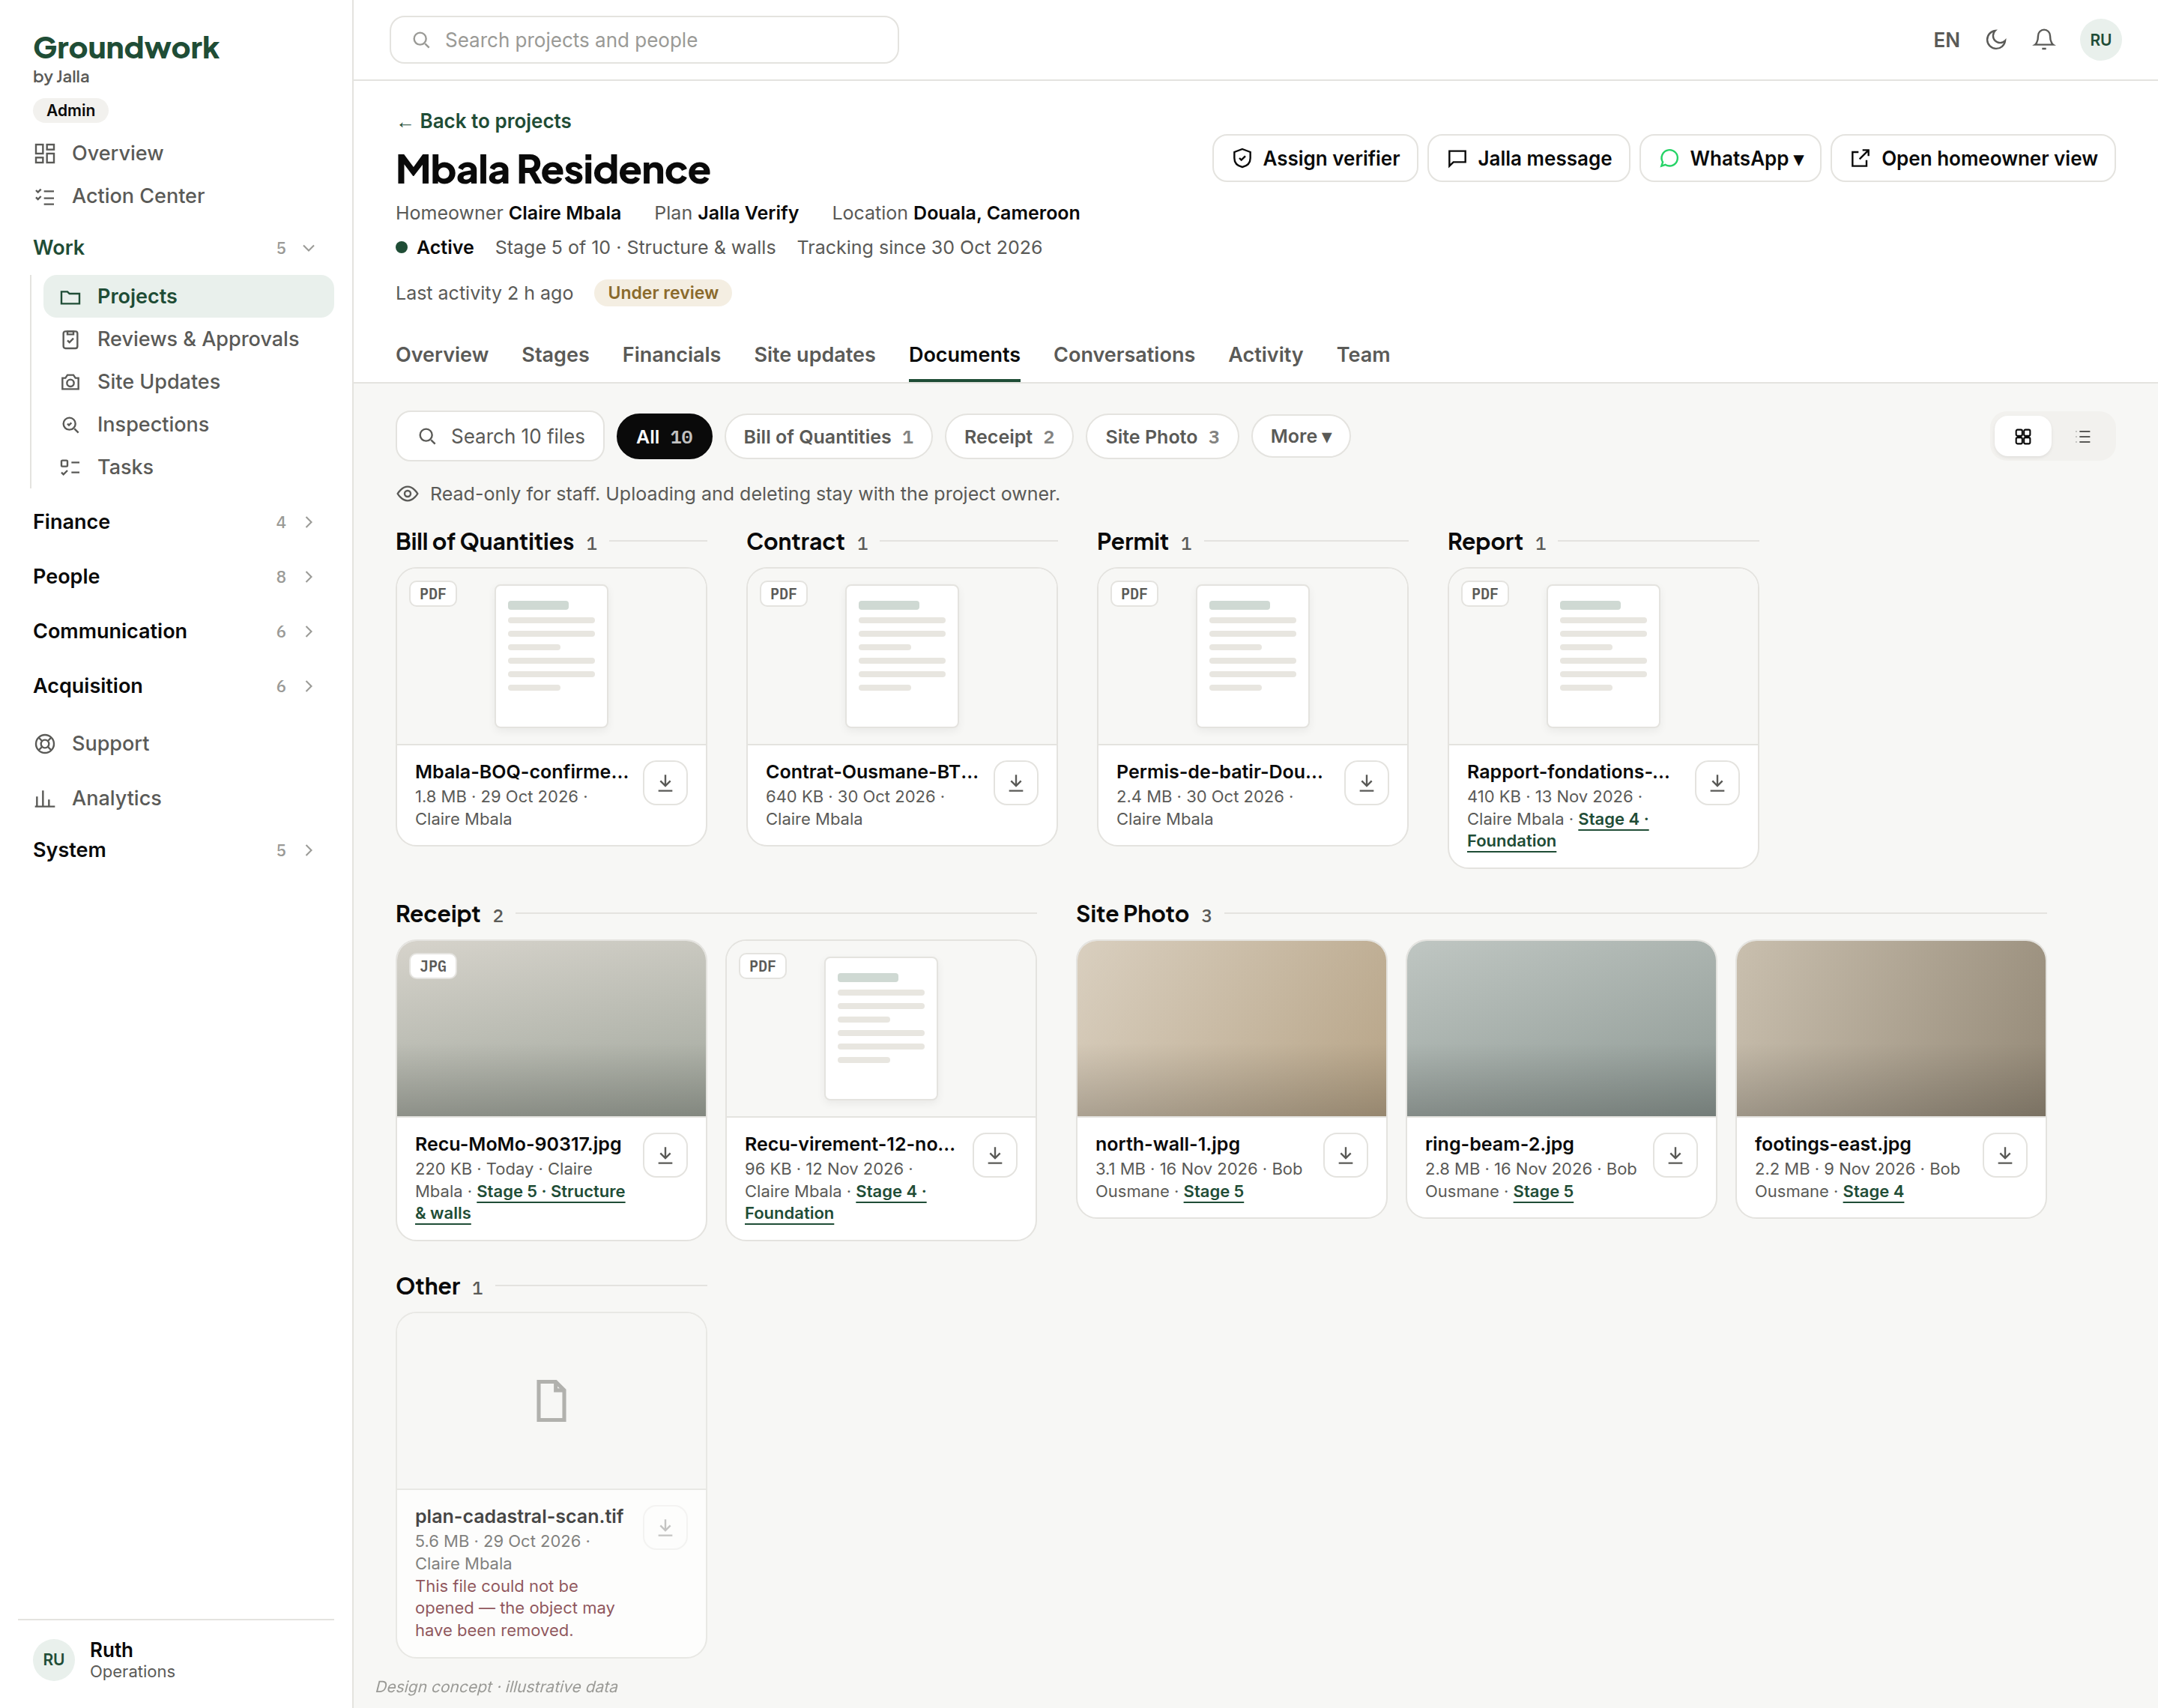 Groundwork
by Jalla
Admin
Overview
Action Center
Work 5
Projects
Reviews & Approvals
Site Updates
Inspections
Tasks
Finance 4
People 8
Communication 6
Acquisition 6
Support
Analytics
System 5
RU Ruth
Operations
Search projects and people
EN
RU
← Back to projects
Mbala Residence
Assign verifier
Jalla message
WhatsApp ▾
Open homeowner view
Homeowner Claire Mbala Plan Jalla Verify Location Douala, Cameroon
Active Stage 5 of 10 · Structure & walls Tracking since 30 Oct 2026
Last activity 2 h ago Under review
Overview Stages Financials Site updates Documents Conversations Activity Team
Search 10 files
All 10
Bill of Quantities 1
Receipt 2
Site Photo 3
More ▾
Read-only for staff. Uploading and deleting stay with the project owner.
Bill of Quantities 1
PDF
Mbala-BOQ-confirme...
1.8 MB · 29 Oct 2026 ·
Claire Mbala
Contract 1
PDF
Contrat-Ousmane-BT...
640 KB · 30 Oct 2026 ·
Claire Mbala
Permit 1
PDF
Permis-de-batir-Dou...
2.4 MB · 30 Oct 2026 ·
Claire Mbala
Report 1
PDF
Rapport-fondations-...
410 KB · 13 Nov 2026 ·
Claire Mbala · Stage 4 ·
Foundation
Receipt 2
JPG
Recu-MoMo-90317.jpg
220 KB · Today · Claire
Mbala · Stage 5 · Structure
& walls
PDF
Recu-virement-12-no...
96 KB · 12 Nov 2026 ·
Claire Mbala · Stage 4 ·
Foundation
Site Photo 3
north-wall-1.jpg
3.1 MB · 16 Nov 2026 · Bob
Ousmane · Stage 5
ring-beam-2.jpg
2.8 MB · 16 Nov 2026 · Bob
Ousmane · Stage 5
footings-east.jpg
2.2 MB · 9 Nov 2026 · Bob
Ousmane · Stage 4
Other 1
plan-cadastral-scan.tif
5.6 MB · 29 Oct 2026 ·
Claire Mbala
This file could not be
opened — the object may
have been removed.
Design concept · illustrative data